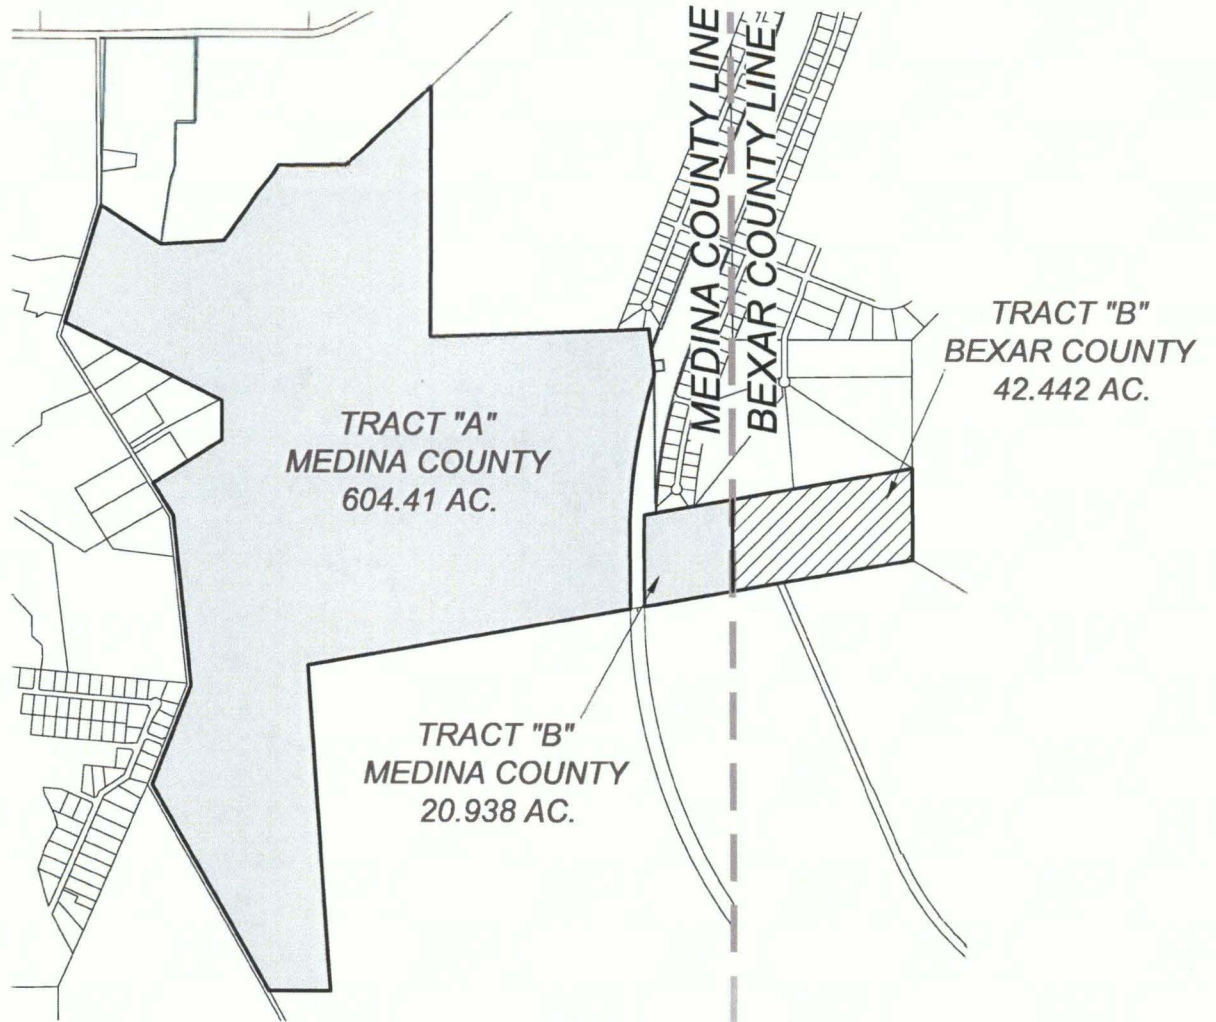 MEDINA COUNTY LINE
BEXAR COUNTY LINE
TRACT "B"
BEXAR COUNTY
42.442 AC.
TRACT "A"
MEDINA COUNTY
604.41 AC.
TRACT "B"
MEDINA COUNTY
20.938 AC.